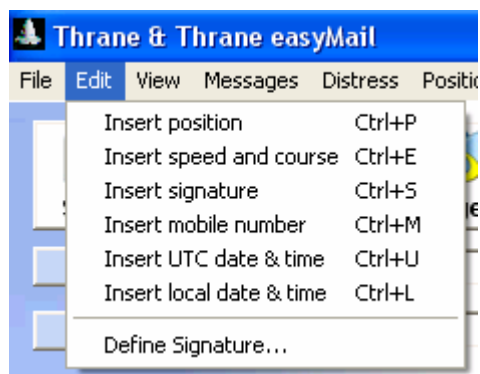 Thrane & Thrane easyMail
File Edit View Messages Distress
Insert position Ctrl+P
Insert speed and course Ctrl+E
Insert signature Ctrl+S
Insert mobile number Ctrl+M
Insert UTC date & time Ctrl+U
Insert local date & time Ctrl+L
Define Signature...